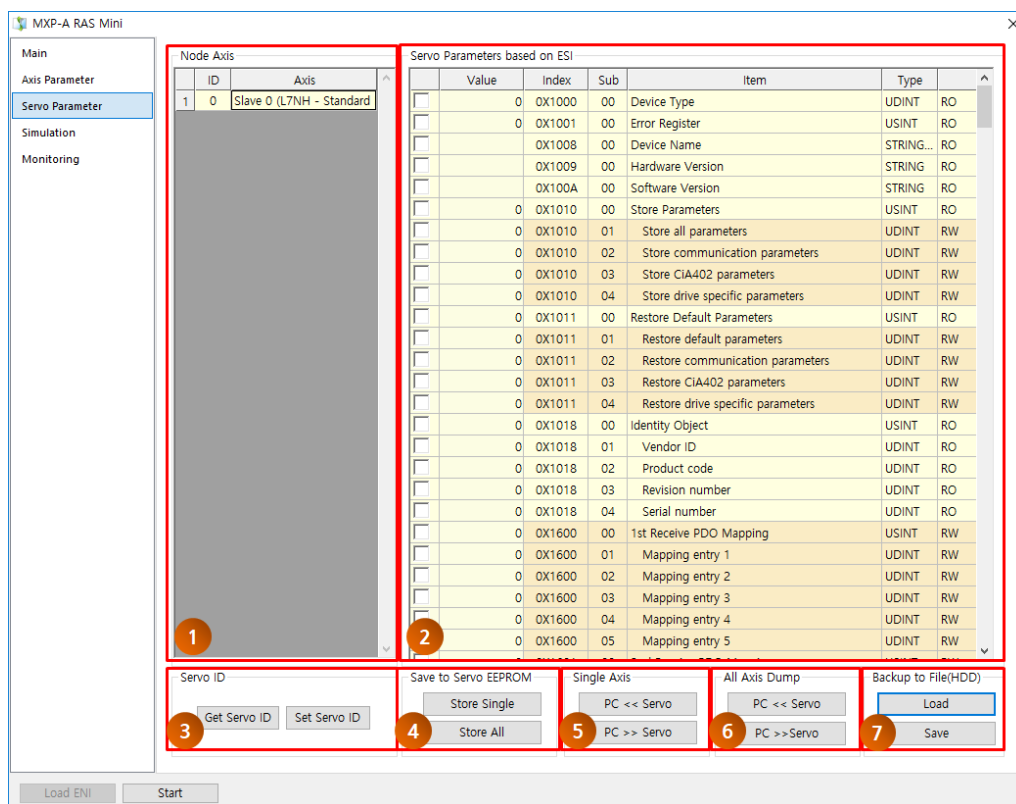 MXP-A RAS Mini
Main
Axis Parameter
Servo Parameter
Simulation
Monitoring
Node Axis
ID Axis
1 0 Slave 0 (L7NH - Standard
1
Servo Parameters based on ESI
Value Index Sub Item Type
0 0X1000 00 Device Type UDINT RO
0 0X1001 00 Error Register USINT RO
0X1008 00 Device Name STRING... RO
0X1009 00 Hardware Version STRING RO
0X100A 00 Software Version STRING RO
0 0X1010 00 Store Parameters USINT RO
0 0X1010 01 Store all parameters UDINT RW
0 0X1010 02 Store communication parameters UDINT RW
0 0X1010 03 Store CiA402 parameters UDINT RW
0 0X1010 04 Store drive specific parameters UDINT RW
0 0X1011 00 Restore Default Parameters USINT RO
0 0X1011 01 Restore default parameters UDINT RW
0 0X1011 02 Restore communication parameters UDINT RW
0 0X1011 03 Restore CiA402 parameters UDINT RW
0 0X1011 04 Restore drive specific parameters UDINT RW
0 0X1018 00 Identity Object USINT RO
0 0X1018 01 Vendor ID UDINT RO
0 0X1018 02 Product code UDINT RO
0 0X1018 03 Revision number UDINT RO
0 0X1018 04 Serial number UDINT RO
0 0X1600 00 1st Receive PDO Mapping USINT RW
0 0X1600 01 Mapping entry 1 UDINT RW
0 0X1600 02 Mapping entry 2 UDINT RW
0 0X1600 03 Mapping entry 3 UDINT RW
0 0X1600 04 Mapping entry 4 UDINT RW
0 0X1600 05 Mapping entry 5 UDINT RW
2
Servo ID
Get Servo ID Set Servo ID
3
Save to Servo EEPROM
Store Single
Store All
4
Single Axis
PC << Servo
PC >> Servo
5
All Axis Dump
PC << Servo
PC >>Servo
6
Backup to File(HDD)
Load
Save
7
Load ENI Start